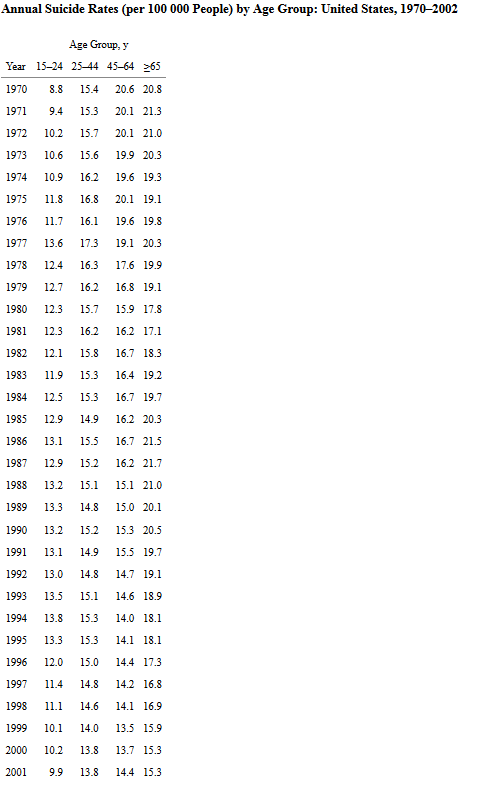 Annual Suicide Rates (per 100 000 People) by Age Group: United States, 1970–2002
Age Group, y
Year 15–24 25–44 45–64 ≥65
1970 8.8 15.4 20.6 20.8
1971 9.4 15.3 20.1 21.3
1972 10.2 15.7 20.1 21.0
1973 10.6 15.6 19.9 20.3
1974 10.9 16.2 19.6 19.3
1975 11.8 16.8 20.1 19.1
1976 11.7 16.1 19.6 19.8
1977 13.6 17.3 19.1 20.3
1978 12.4 16.3 17.6 19.9
1979 12.7 16.2 16.8 19.1
1980 12.3 15.7 15.9 17.8
1981 12.3 16.2 16.2 17.1
1982 12.1 15.8 16.7 18.3
1983 11.9 15.3 16.4 19.2
1984 12.5 15.3 16.7 19.7
1985 12.9 14.9 16.2 20.3
1986 13.1 15.5 16.7 21.5
1987 12.9 15.2 16.2 21.7
1988 13.2 15.1 15.1 21.0
1989 13.3 14.8 15.0 20.1
1990 13.2 15.2 15.3 20.5
1991 13.1 14.9 15.5 19.7
1992 13.0 14.8 14.7 19.1
1993 13.5 15.1 14.6 18.9
1994 13.8 15.3 14.0 18.1
1995 13.3 15.3 14.1 18.1
1996 12.0 15.0 14.4 17.3
1997 11.4 14.8 14.2 16.8
1998 11.1 14.6 14.1 16.9
1999 10.1 14.0 13.5 15.9
2000 10.2 13.8 13.7 15.3
2001 9.9 13.8 14.4 15.3